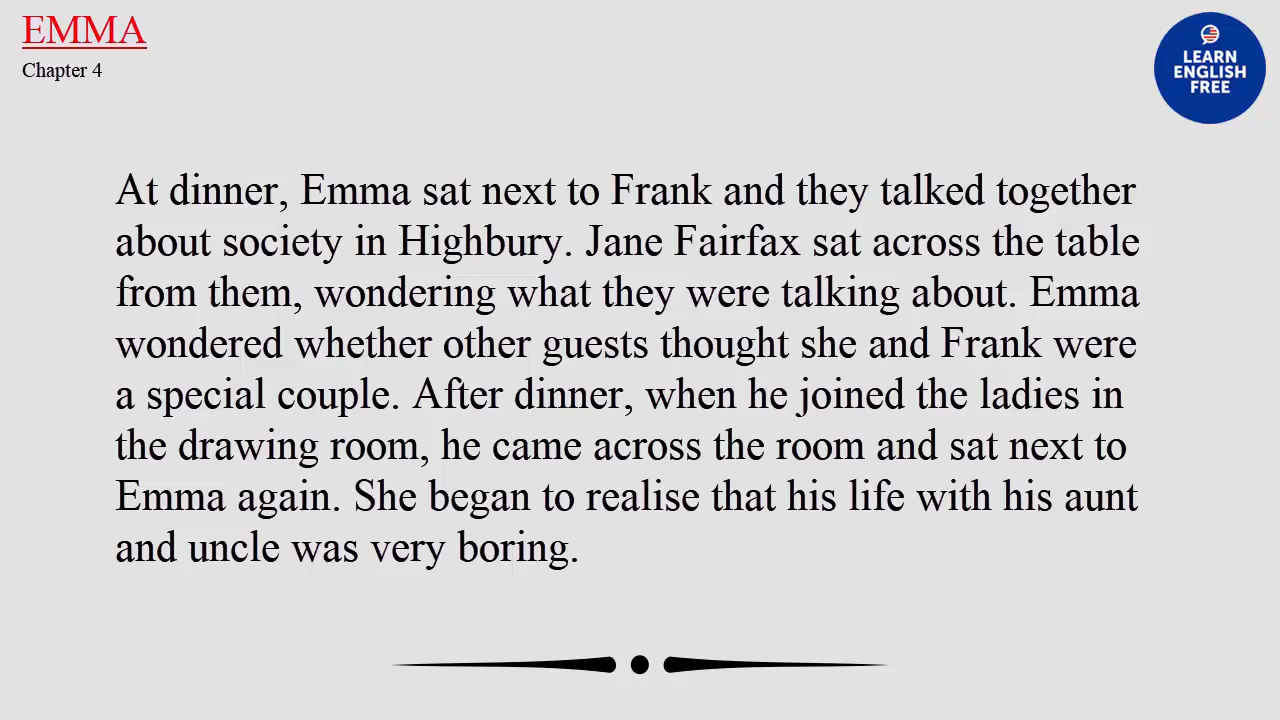 EMMA
Chapter 4
LEARN
ENGLISH
FREE
At dinner, Emma sat next to Frank and they talked together
about society in Highbury. Jane Fairfax sat across the table
from them, wondering what they were talking about. Emma
wondered whether other guests thought she and Frank were
a special couple. After dinner, when he joined the ladies in
the drawing room, he came across the room and sat next to
Emma again. She began to realise that his life with his aunt
and uncle was very boring.